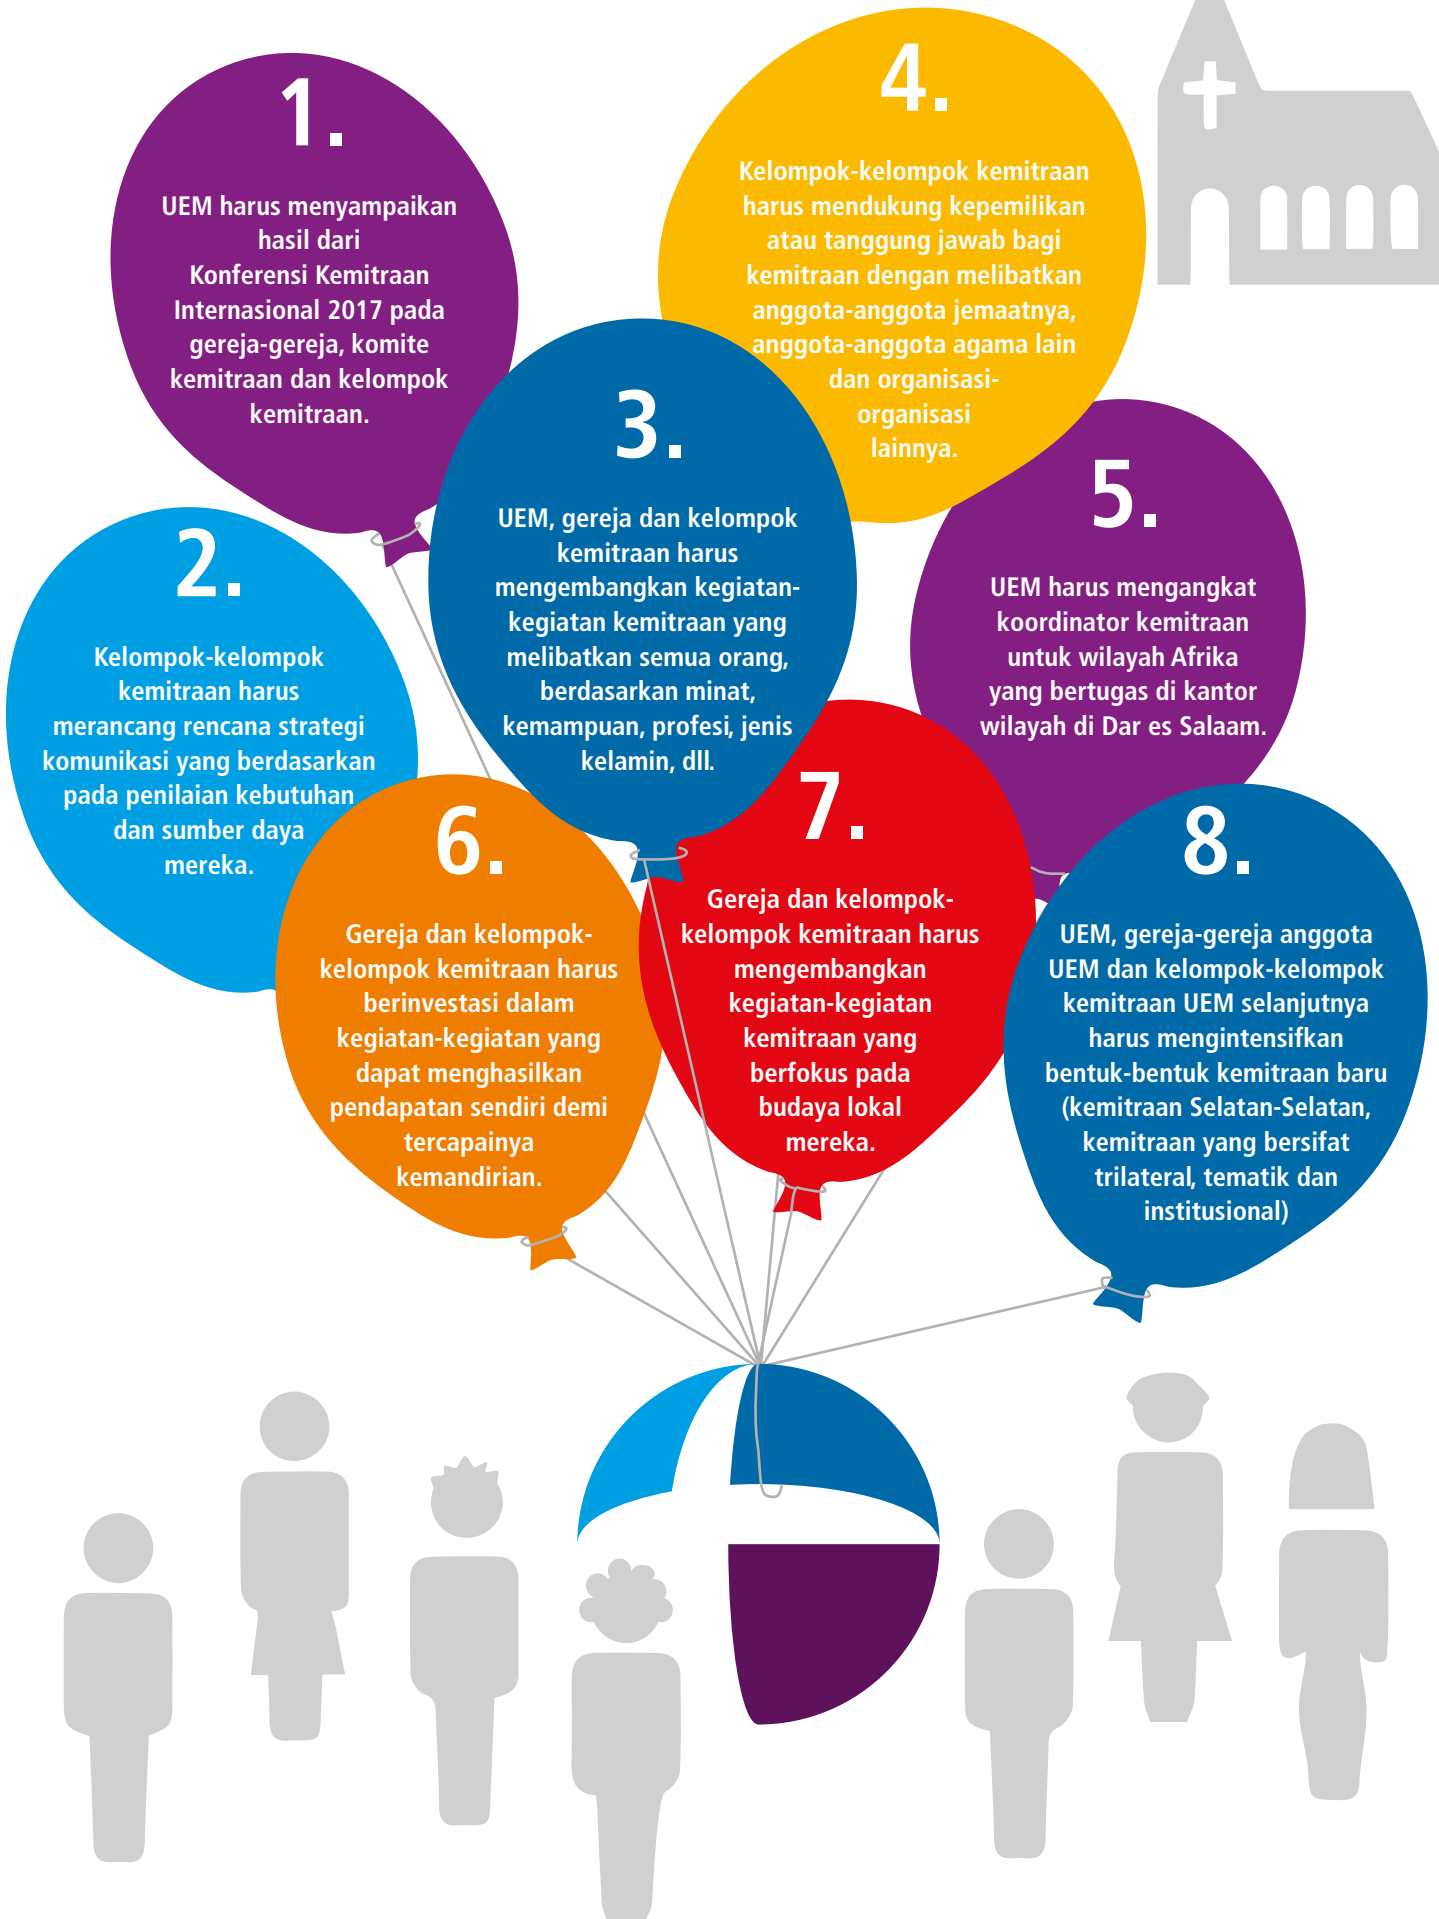 1.
UEM harus menyampaikan
hasil dari
Konferensi Kemitraan
Internasional 2017 pada
gereja-gereja, komite
kemitraan dan kelompok
kemitraan.
2.
Kelompok-kelompok
kemitraan harus
merancang rencana strategi
komunikasi yang berdasarkan
pada penilaian kebutuhan
dan sumber daya
mereka.
3.
UEM, gereja dan kelompok
kemitraan harus
mengembangkan kegiatan-
kegiatan kemitraan yang
melibatkan semua orang,
berdasarkan minat,
kemampuan, profesi, jenis
kelamin, dll.
4.
Kelompok-kelompok kemitraan
harus mendukung kepemilikan
atau tanggung jawab bagi
kemitraan dengan melibatkan
anggota-anggota jemaatnya,
anggota-anggota agama lain
dan organisasi-
organisasi
lainnya.
5.
UEM harus mengangkat
koordinator kemitraan
untuk wilayah Afrika
yang bertugas di kantor
wilayah di Dar es Salaam.
6.
Gereja dan kelompok-
kelompok kemitraan harus
berinvestasi dalam
kegiatan-kegiatan yang
dapat menghasilkan
pendapatan sendiri demi
tercapainya
kemandirian.
7.
Gereja dan kelompok-
kelompok kemitraan harus
mengembangkan
kegiatan-kegiatan
kemitraan yang
berfokus pada
budaya lokal
mereka.
8.
UEM, gereja-gereja anggota
UEM dan kelompok-kelompok
kemitraan UEM selanjutnya
harus mengintensifkan
bentuk-bentuk kemitraan baru
(kemitraan Selatan-Selatan,
kemitraan yang bersifat
trilateral, tematik dan
institusional)